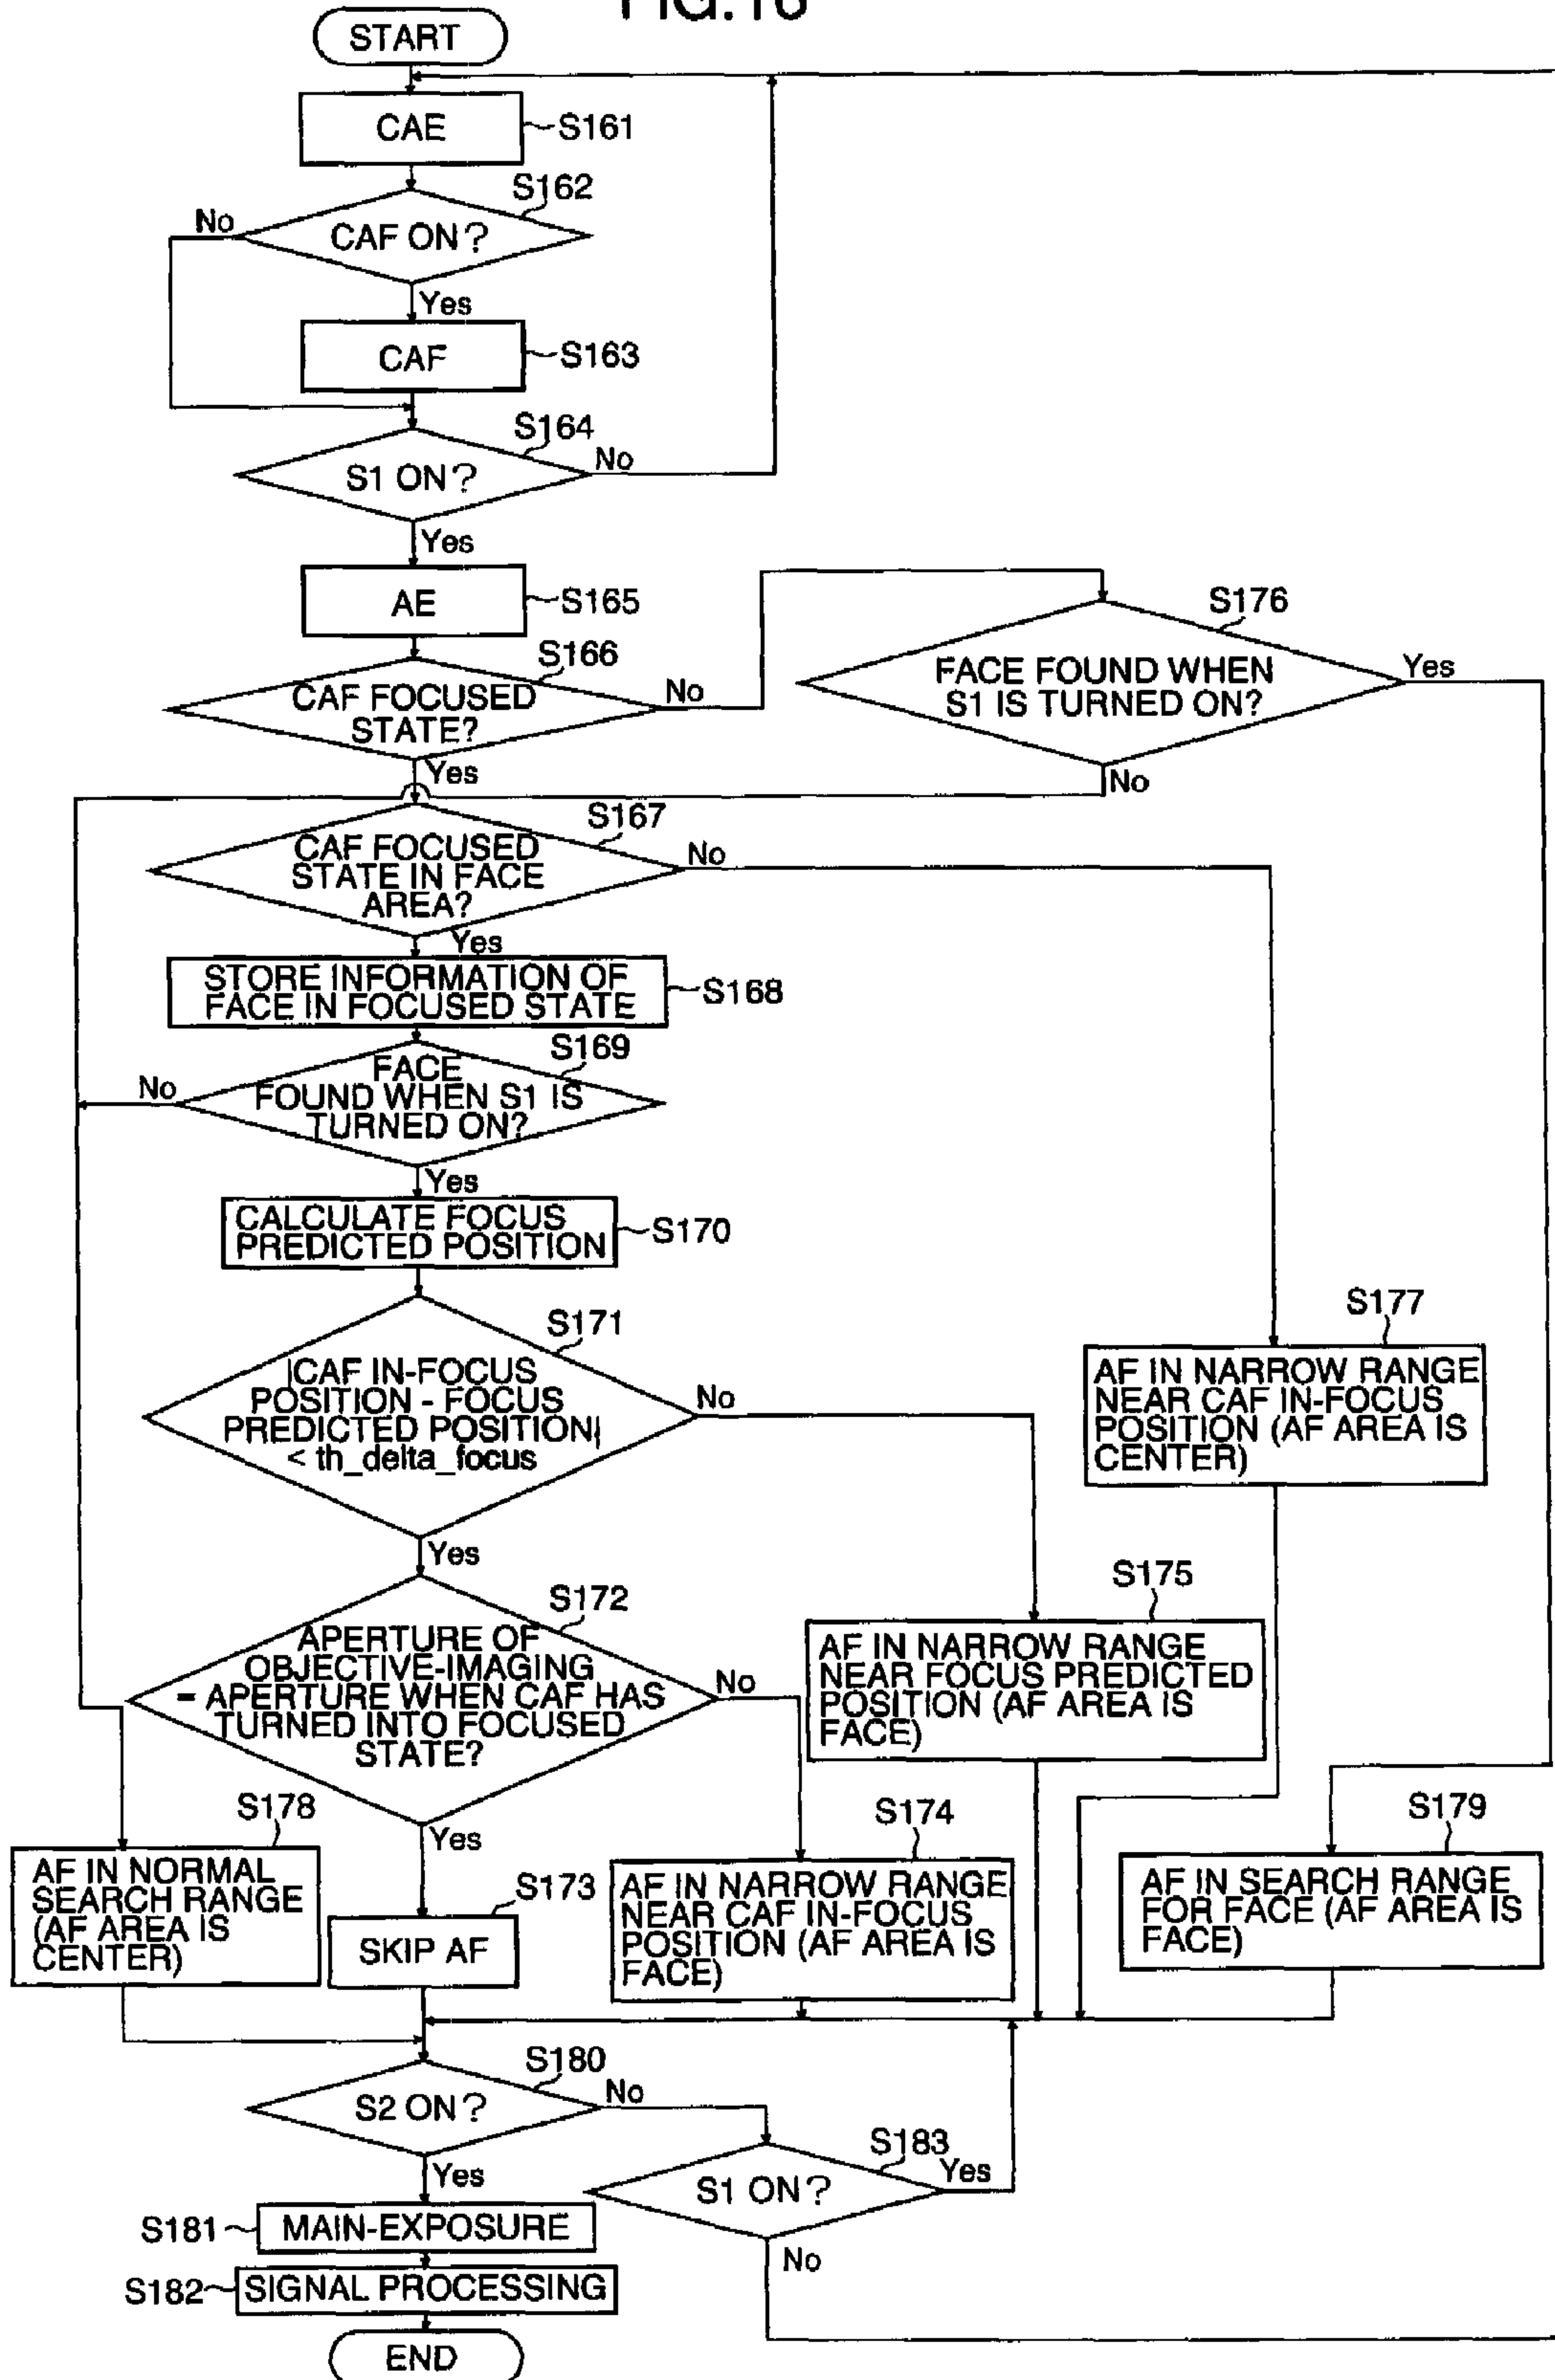 FIG.16
START
CAE
S161
S162
No
CAF ON?
Yes
CAF
S163
S164
S1 ON?
No
Yes
AE
S165
S166
CAF FOCUSED
STATE?
No
Yes
S176
FACE FOUND WHEN
S1 IS TURNED ON?
Yes
No
S167
CAF FOCUSED
STATE IN FACE
AREA?
No
Yes
STORE INFORMATION OF
FACE IN FOCUSED STATE
S168
S169
FACE
FOUND WHEN S1 IS
TURNED ON?
No
Yes
CALCULATE FOCUS
PREDICTED POSITION
S170
S171
|CAF IN-FOCUS
POSITION - FOCUS
PREDICTED POSITION|
< th_delta_focus
No
Yes
S177
AF IN NARROW RANGE
NEAR CAF IN-FOCUS
POSITION (AF AREA IS
CENTER)
S172
APERTURE OF
OBJECTIVE-IMAGING
= APERTURE WHEN CAF HAS
TURNED INTO FOCUSED
STATE?
No
Yes
S175
AF IN NARROW RANGE
NEAR FOCUS PREDICTED
POSITION (AF AREA IS
FACE)
S178
AF IN NORMAL
SEARCH RANGE
(AF AREA IS
CENTER)
S173
SKIP AF
S174
AF IN NARROW RANGE
NEAR CAF IN-FOCUS
POSITION (AF AREA IS
FACE)
S179
AF IN SEARCH RANGE
FOR FACE (AF AREA IS
FACE)
S180
S2 ON?
No
Yes
S183
S1 ON?
Yes
No
S181
MAIN-EXPOSURE
S182
SIGNAL PROCESSING
END